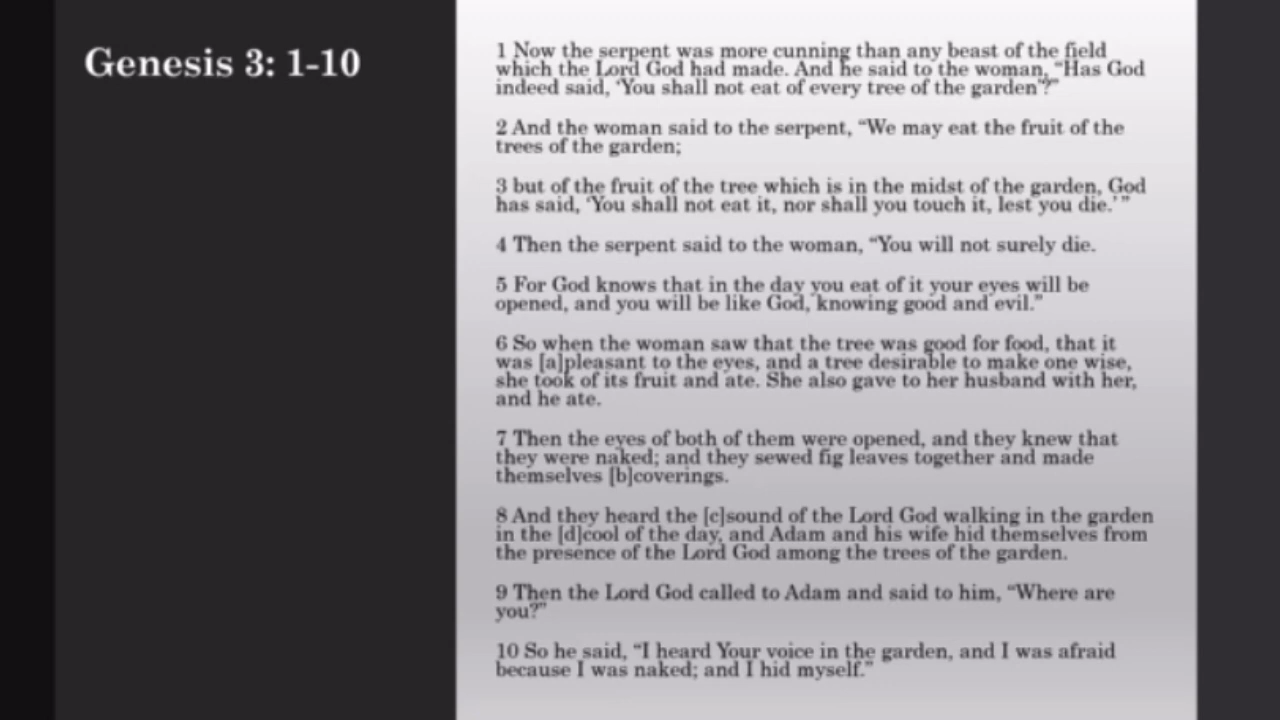 Genesis 3: 1-10
1 Now the serpent was more cunning than any beast of the field
which the Lord God had made. And he said to the woman, “Has God
indeed said, ‘You shall not eat of every tree of the garden’?”
2 And the woman said to the serpent, “We may eat the fruit of the
trees of the garden;
3 but of the fruit of the tree which is in the midst of the garden, God
has said, ‘You shall not eat it, nor shall you touch it, lest you die.’ ”
4 Then the serpent said to the woman, “You will not surely die.
5 For God knows that in the day you eat of it your eyes will be
opened, and you will be like God, knowing good and evil.”
6 So when the woman saw that the tree was good for food, that it
was [a]pleasant to the eyes, and a tree desirable to make one wise,
she took of its fruit and ate. She also gave to her husband with her,
and he ate.
7 Then the eyes of both of them were opened, and they knew that
they were naked; and they sewed fig leaves together and made
themselves [b]coverings.
8 And they heard the [c]sound of the Lord God walking in the garden
in the [d]cool of the day, and Adam and his wife hid themselves from
the presence of the Lord God among the trees of the garden.
9 Then the Lord God called to Adam and said to him, “Where are
you?”
10 So he said, “I heard Your voice in the garden, and I was afraid
because I was naked; and I hid myself.”